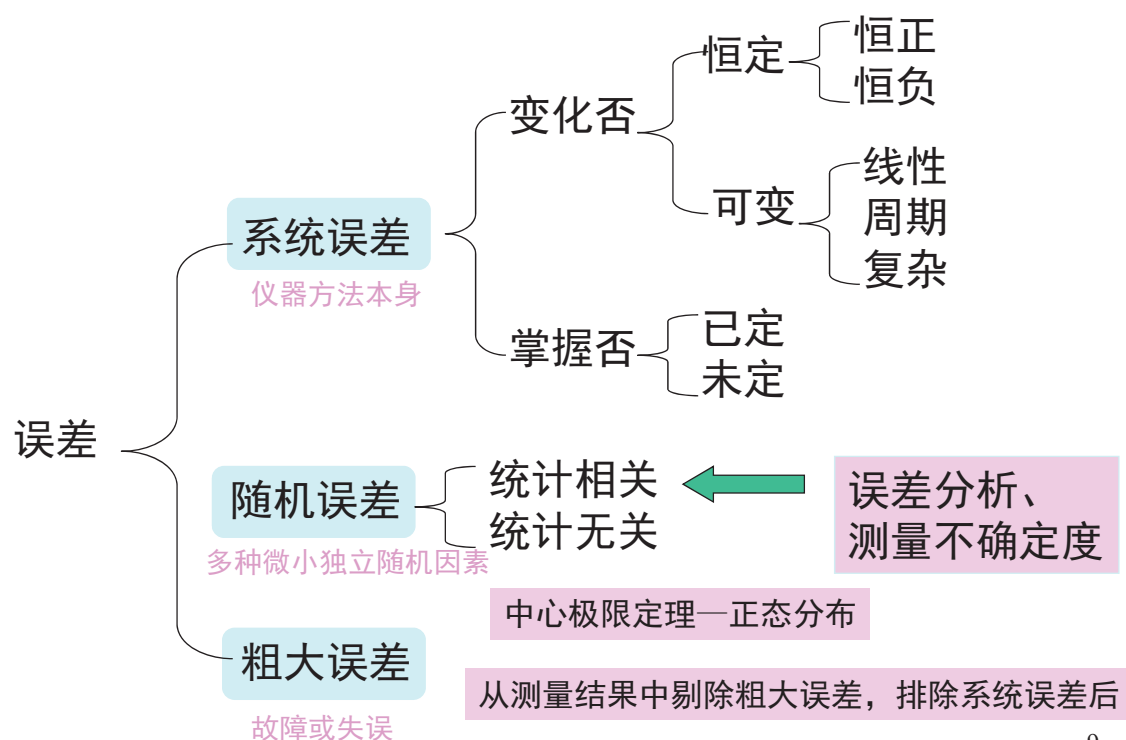 恒正
恒定
恒负
变化否
线性
可变
周期
复杂
系统误差
仪器方法本身
已定
掌握否
未定
误差
统计相关
随机误差
统计无关
多种微小独立随机因素
误差分析、
测量不确定度
中心极限定理—正态分布
粗大误差
故障或失误
从测量结果中剔除粗大误差，排除系统误差后